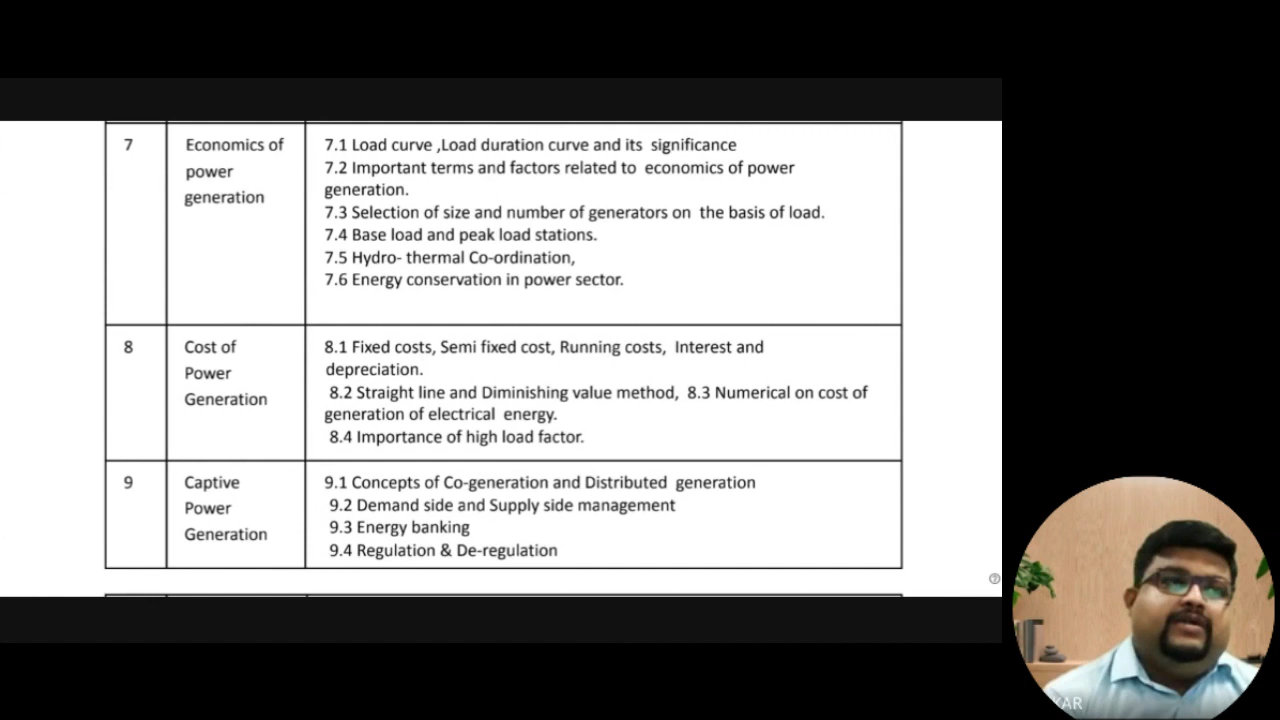 7
Economics of
power
generation
7.1 Load curve ,Load duration curve and its significance
7.2 Important terms and factors related to economics of power
generation.
7.3 Selection of size and number of generators on the basis of load.
7.4 Base load and peak load stations.
7.5 Hydro- thermal Co-ordination,
7.6 Energy conservation in power sector.
8
Cost of
Power
Generation
8.1 Fixed costs, Semi fixed cost, Running costs, Interest and
depreciation.
8.2 Straight line and Diminishing value method, 8.3 Numerical on cost of
generation of electrical energy.
8.4 Importance of high load factor.
9
Captive
Power
Generation
9.1 Concepts of Co-generation and Distributed generation
9.2 Demand side and Supply side management
9.3 Energy banking
9.4 Regulation & De-regulation
KAR